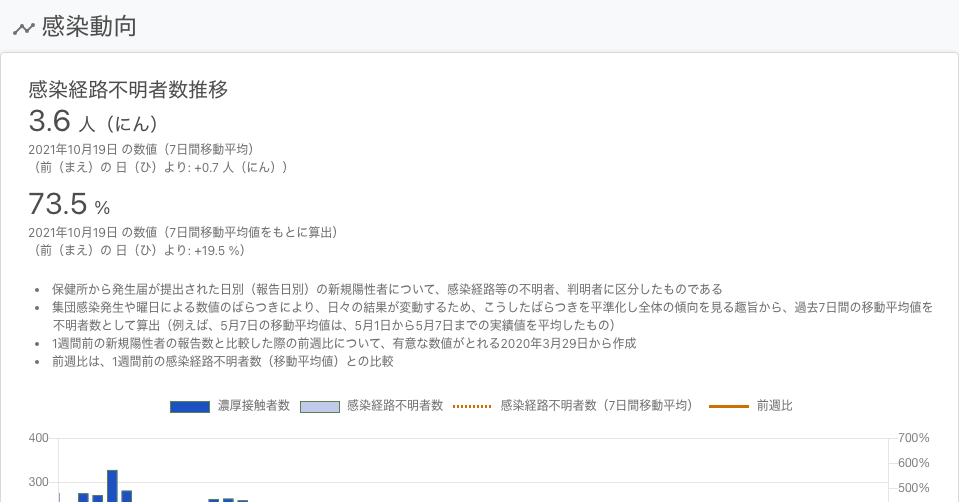 感染動向
感染経路不明者数推移
3.6 人（にん）
2021年10月19日 の数値（7日間移動平均）
（前（まえ）の 日（ひ）より: +0.7 人（にん））
73.5 %
2021年10月19日 の数値（7日間移動平均値をもとに算出）
（前（まえ）の 日（ひ）より: +19.5 %）
• 保健所から発生届が提出された日別（報告日別）の新規陽性者について、感染経路等の不明者、判明者に区分したものである
• 集団感染発生や曜日による数値のばらつきにより、日々の結果が変動するため、こうしたばらつきを平準化し全体の傾向を見る趣旨から、過去7日間の移動平均値を
不明者数として算出（例えば、5月7日の移動平均値は、5月1日から5月7日までの実績値を平均したもの）
• 1週間前の新規陽性者の報告数と比較した際の前週比について、有意な数値がとれる2020年3月29日から作成
• 前週比は、1週間前の感染経路不明者数（移動平均値）との比較
濃厚接触者数 感染経路不明者数 感染経路不明者数（7日間移動平均） 前週比
400 700%
600%
300 500%